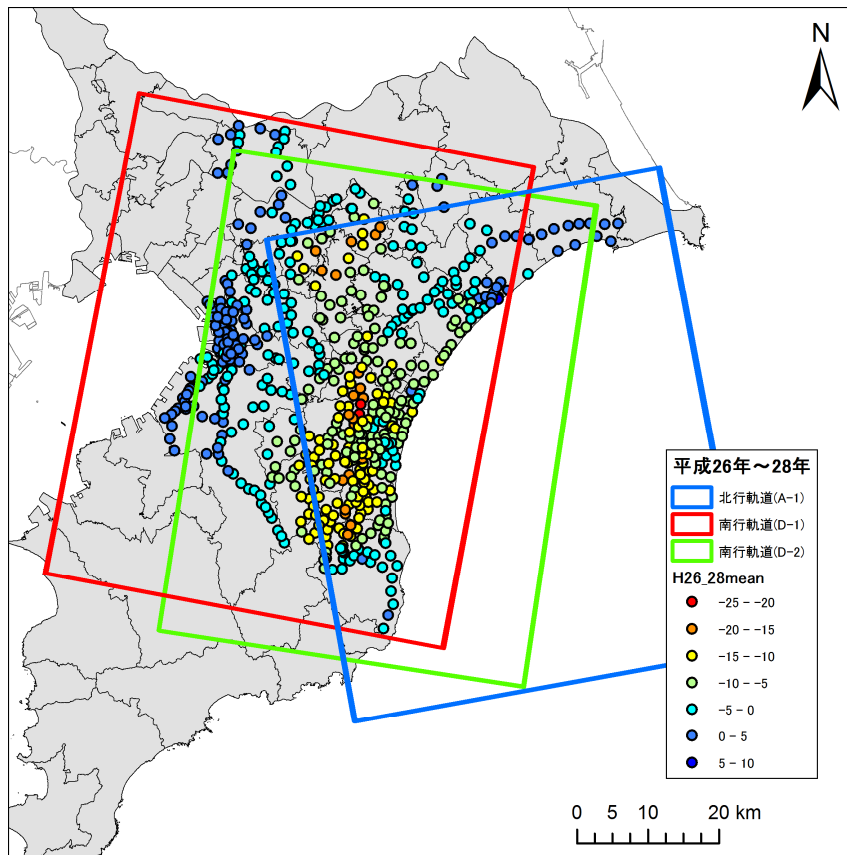 N
平成26年～28年
北行軌道(A-1)
南行軌道(D-1)
南行軌道(D-2)
H26_28mean
-25 - -20
-20 - -15
-15 - -10
-10 - -5
-5 - 0
0 - 5
5 - 10
0 5 10 20 km